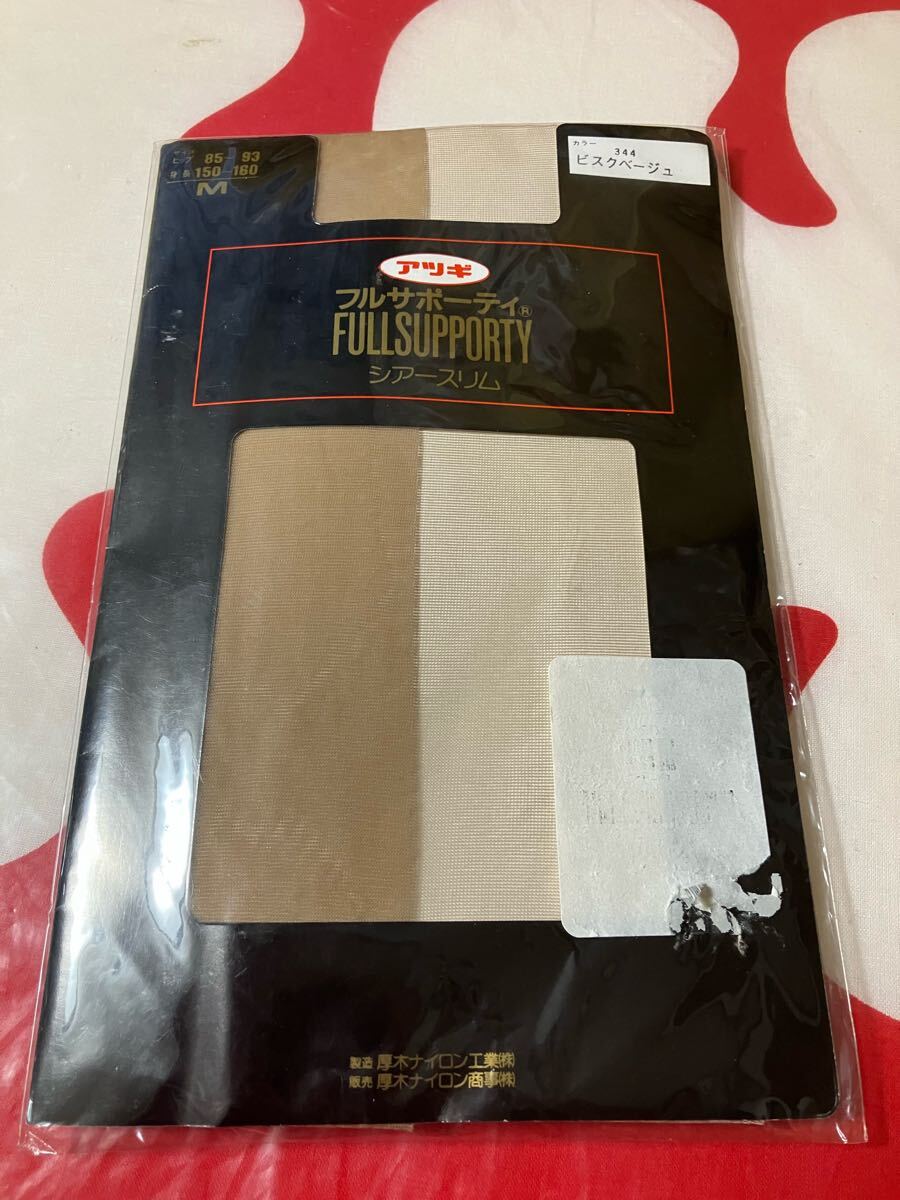 サイズ
ヒップ 85-93
身長 150-160
M
カラー 344
ビスクベージュ
アツギ
フルサポーティ®
FULLSUPPORTY
シアースリム
製造 厚木ナイロン工業㈱
販売 厚木ナイロン商事㈱